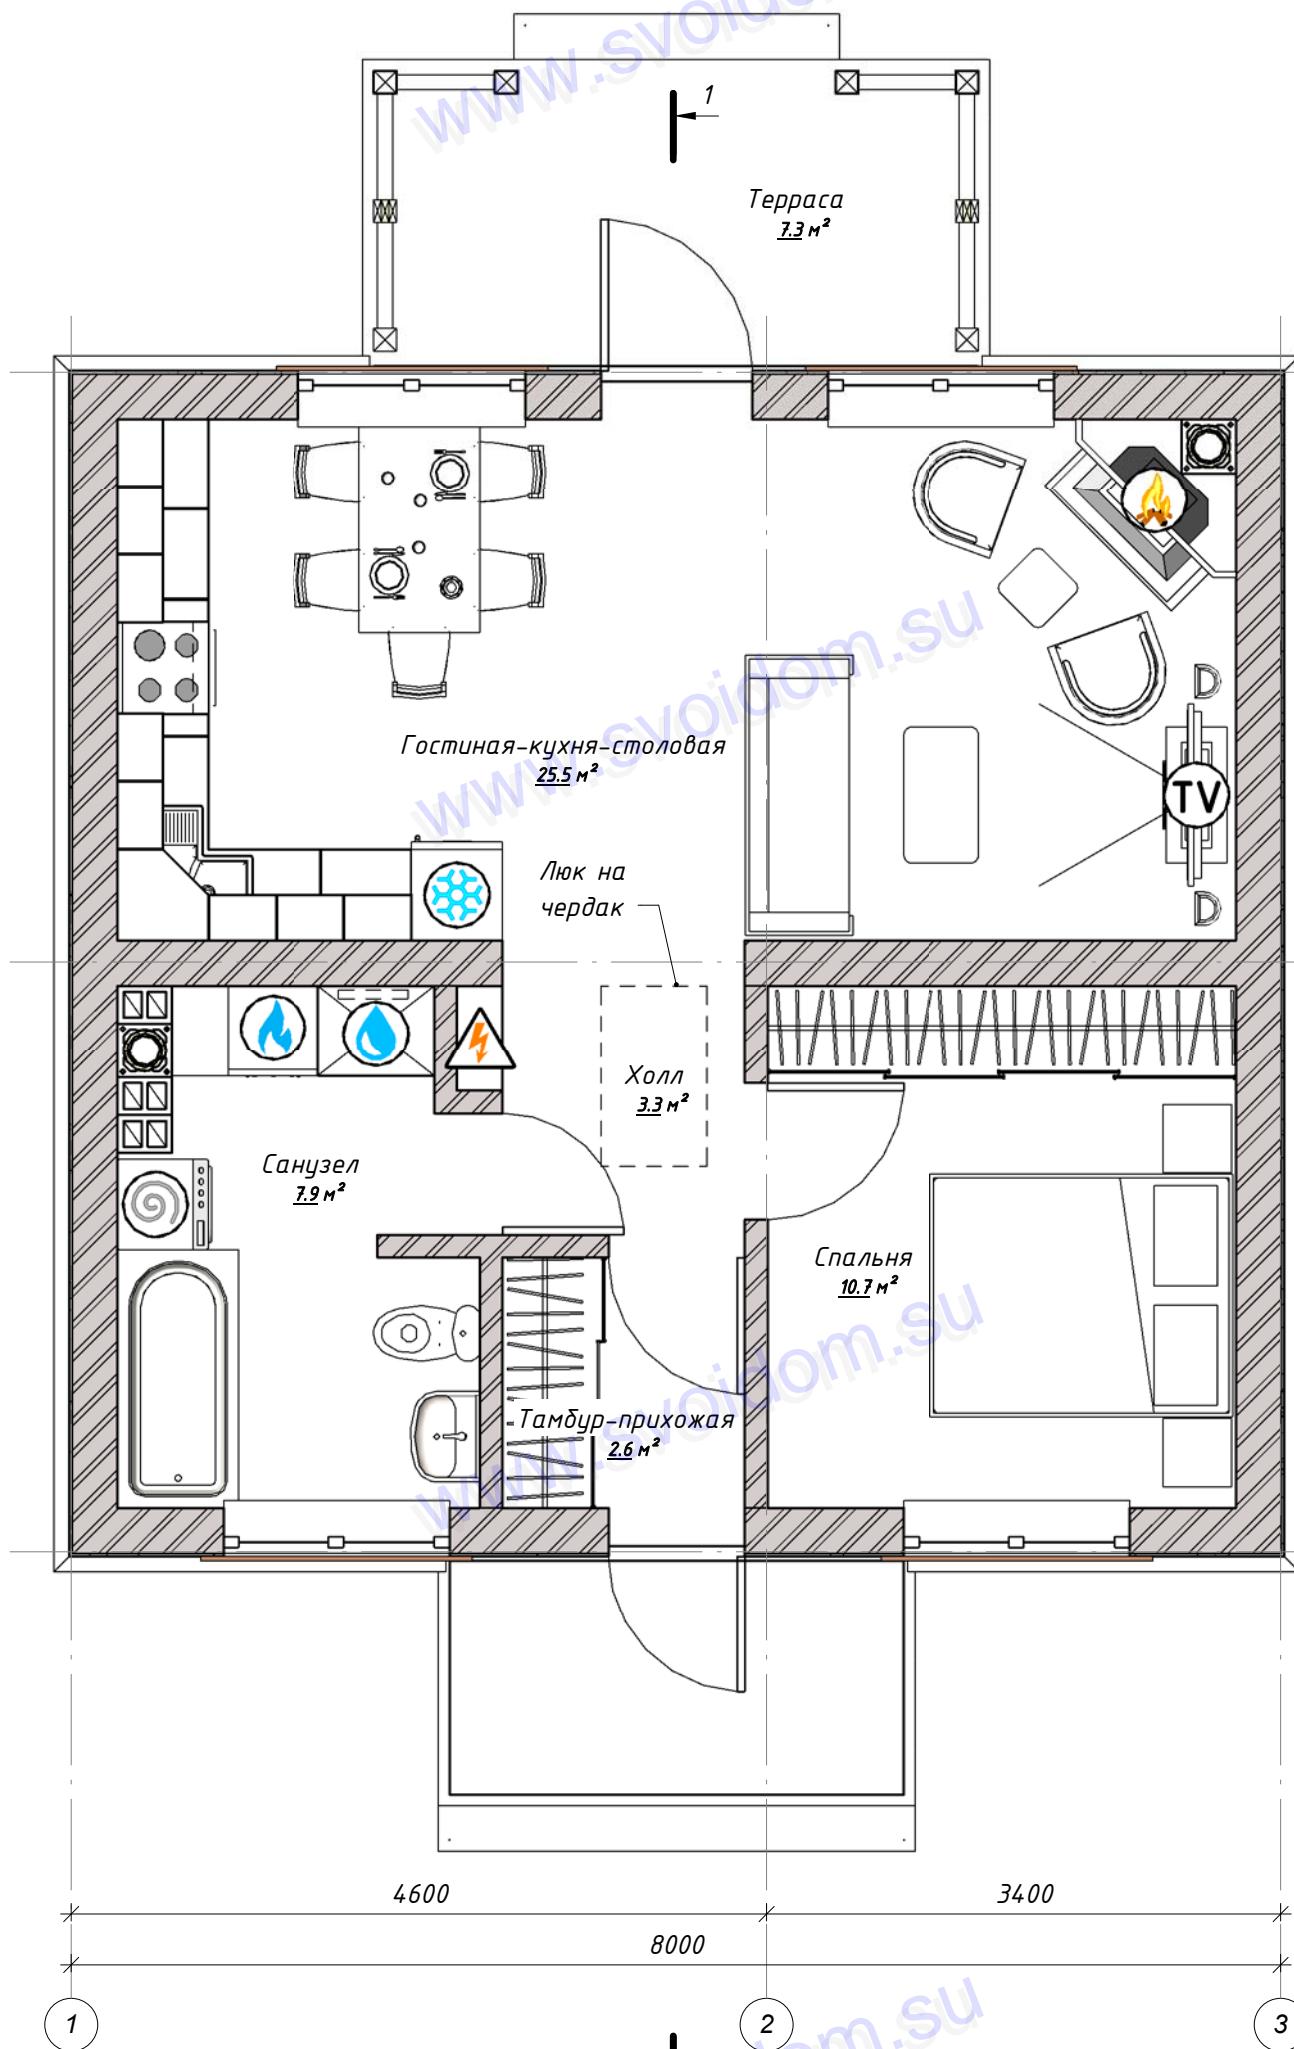 www.svoidom.su
1
Терраса
7.3 м²
www.svoidom.su
Гостиная-кухня-столовая
25.5 м²
TV
Люк на
чердак
Холл
3.3 м²
Санузел
7.9 м²
Спальня
10.7 м²
www.svoidom.su
Тамбур-прихожая
2.6 м²
4600
3400
8000
1
2
3
dom.su